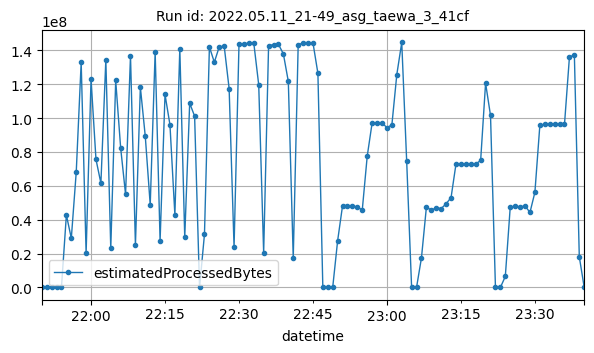 Run id: 2022.05.11_21-49_asg_taewa_3_41cf
1e8
1.4
1.2
1.0
0.8
0.6
0.4
0.2
0.0
estimatedProcessedBytes
22:00 22:15 22:30 22:45 23:00 23:15 23:30
datetime